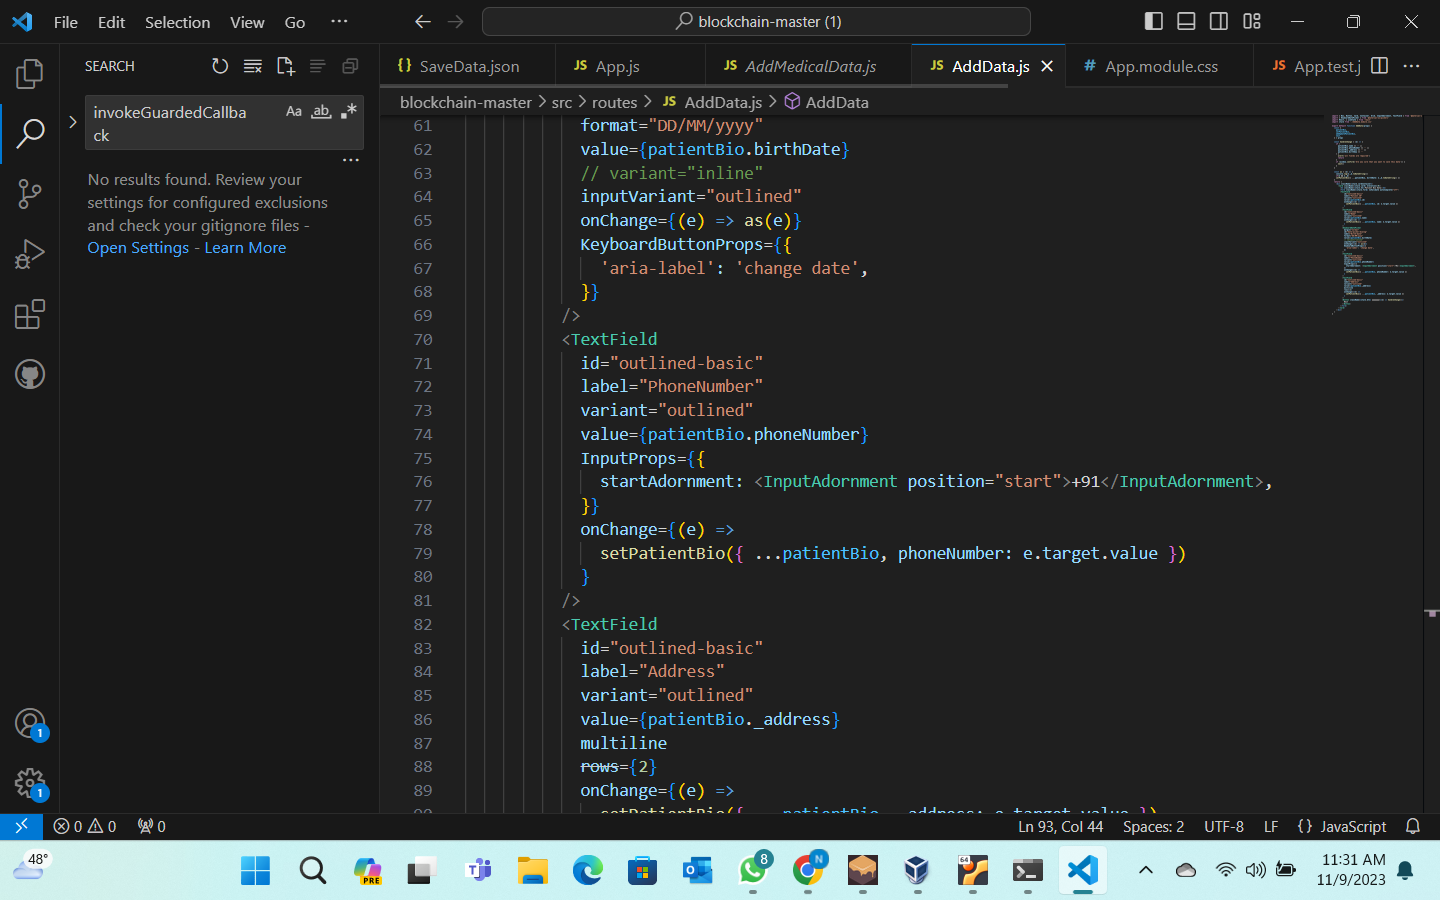 File Edit Selection View Go ···
blockchain-master (1)
SEARCH
invokeGuardedCallba
ck
Aa ab
No results found. Review your
settings for configured exclusions
and check your gitignore files -
Open Settings - Learn More
{} SaveData.json
JS App.js
JS AddMedicalData.js
JS AddData.js
# App.module.css
JS App.test.j
blockchain-master > src > routes > JS AddData.js > AddData
61 format="DD/MM/yyyy"
62 value={patientBio.birthDate}
63 // variant="inline"
64 inputVariant="outlined"
65 onChange={(e) => as(e)}
66 KeyboardButtonProps={{
67 'aria-label': 'change date',
68 }}
69 />
70 <TextField
71 id="outlined-basic"
72 label="PhoneNumber"
73 variant="outlined"
74 value={patientBio.phoneNumber}
75 InputProps={{
76 startAdornment: <InputAdornment position="start">+91</InputAdornment>,
77 }}
78 onChange={(e) =>
79 setPatientBio({ ...patientBio, phoneNumber: e.target.value })
80 }
81 />
82 <TextField
83 id="outlined-basic"
84 label="Address"
85 variant="outlined"
86 value={patientBio._address}
87 multiline
88 rows={2}
89 onChange={(e) =>
1
1
0 0 0
Ln 93, Col 44 Spaces: 2 UTF-8 LF {} JavaScript
48°
PRE
8
N
64
11:31 AM
11/9/2023